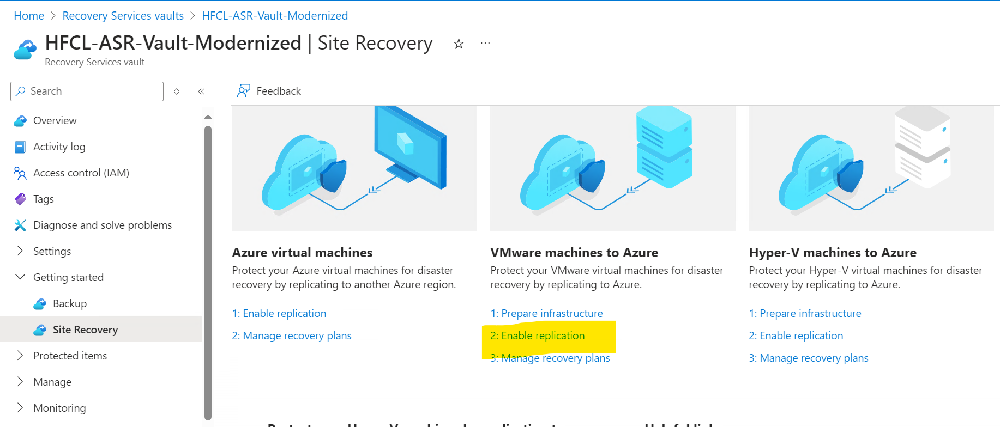 Home > Recovery Services vaults > HFCL-ASR-Vault-Modernized
HFCL-ASR-Vault-Modernized | Site Recovery
Recovery Services vault
Search
Feedback
Overview
Activity log
Access control (IAM)
Tags
Diagnose and solve problems
Settings
Getting started
Backup
Site Recovery
Protected items
Manage
Monitoring
Azure virtual machines
Protect your Azure virtual machines for disaster
recovery by replicating to another Azure region.
1: Enable replication
2: Manage recovery plans
VMware machines to Azure
Protect your VMware virtual machines for disaster
recovery by replicating to Azure.
1: Prepare infrastructure
2: Enable replication
3: Manage recovery plans
Hyper-V machines to Azure
Protect your Hyper-V virtual machines for disaster
recovery by replicating to Azure.
1: Prepare infrastructure
2: Enable replication
3: Manage recovery plans